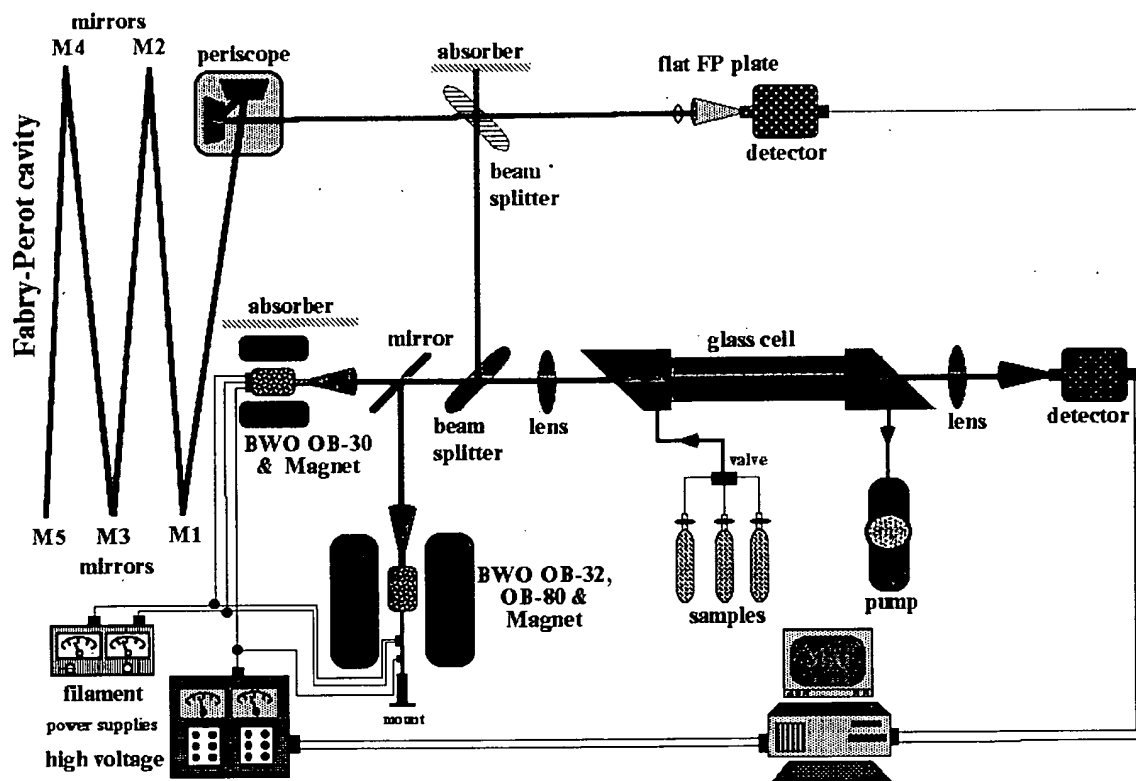 mirrors
M4
M2
periscope
absorber
flat FP plate
detector
beam
splitter
Fabry-Perot cavity
absorber
mirror
glass cell
BWO OB-30
& Magnet
beam
splitter
lens
lens
detector
valve
M5
M3
M1
mirrors
BWO OB-32,
OB-80 &
Magnet
samples
pump
filament
power supplies
high voltage
mount